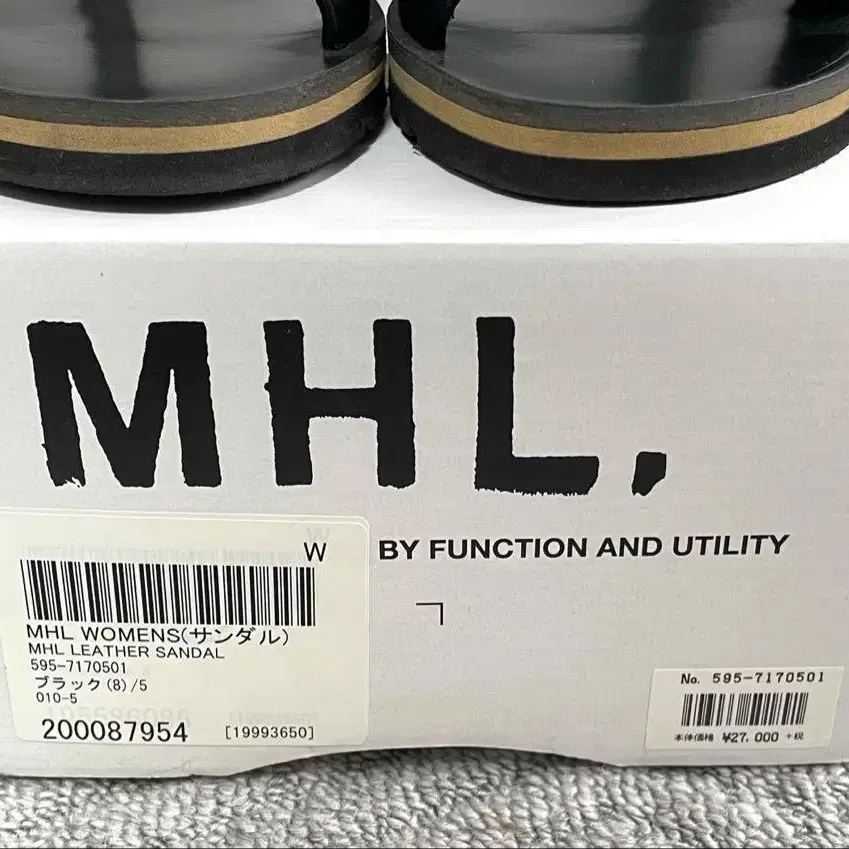 MHL,
BY FUNCTION AND UTILITY
W
MHL WOMENS(サンダル)
MHL LEATHER SANDAL
595-7170501
ブラック(8)/5
010-5
200087954 [19993650]
No. 595-7170501
本体価格 ¥27,000 +税